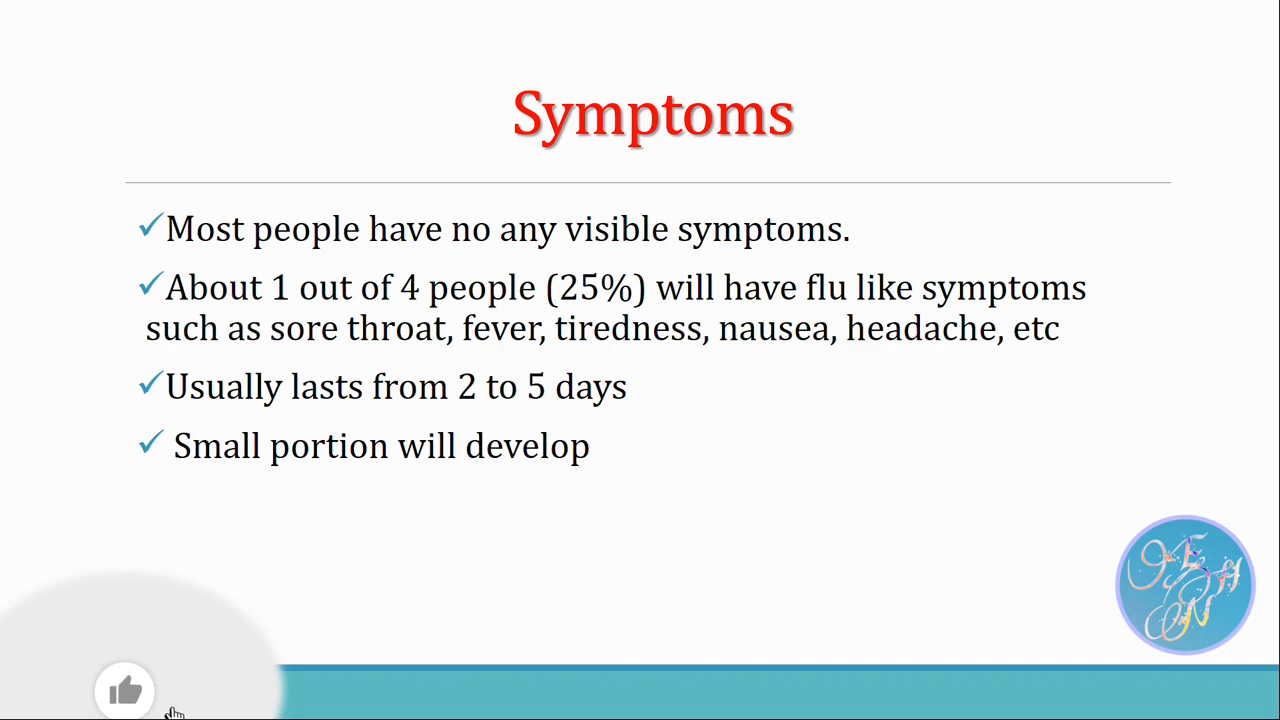 Symptoms
✓Most people have no any visible symptoms.
✓About 1 out of 4 people (25%) will have flu like symptoms
such as sore throat, fever, tiredness, nausea, headache, etc
✓Usually lasts from 2 to 5 days
✓ Small portion will develop